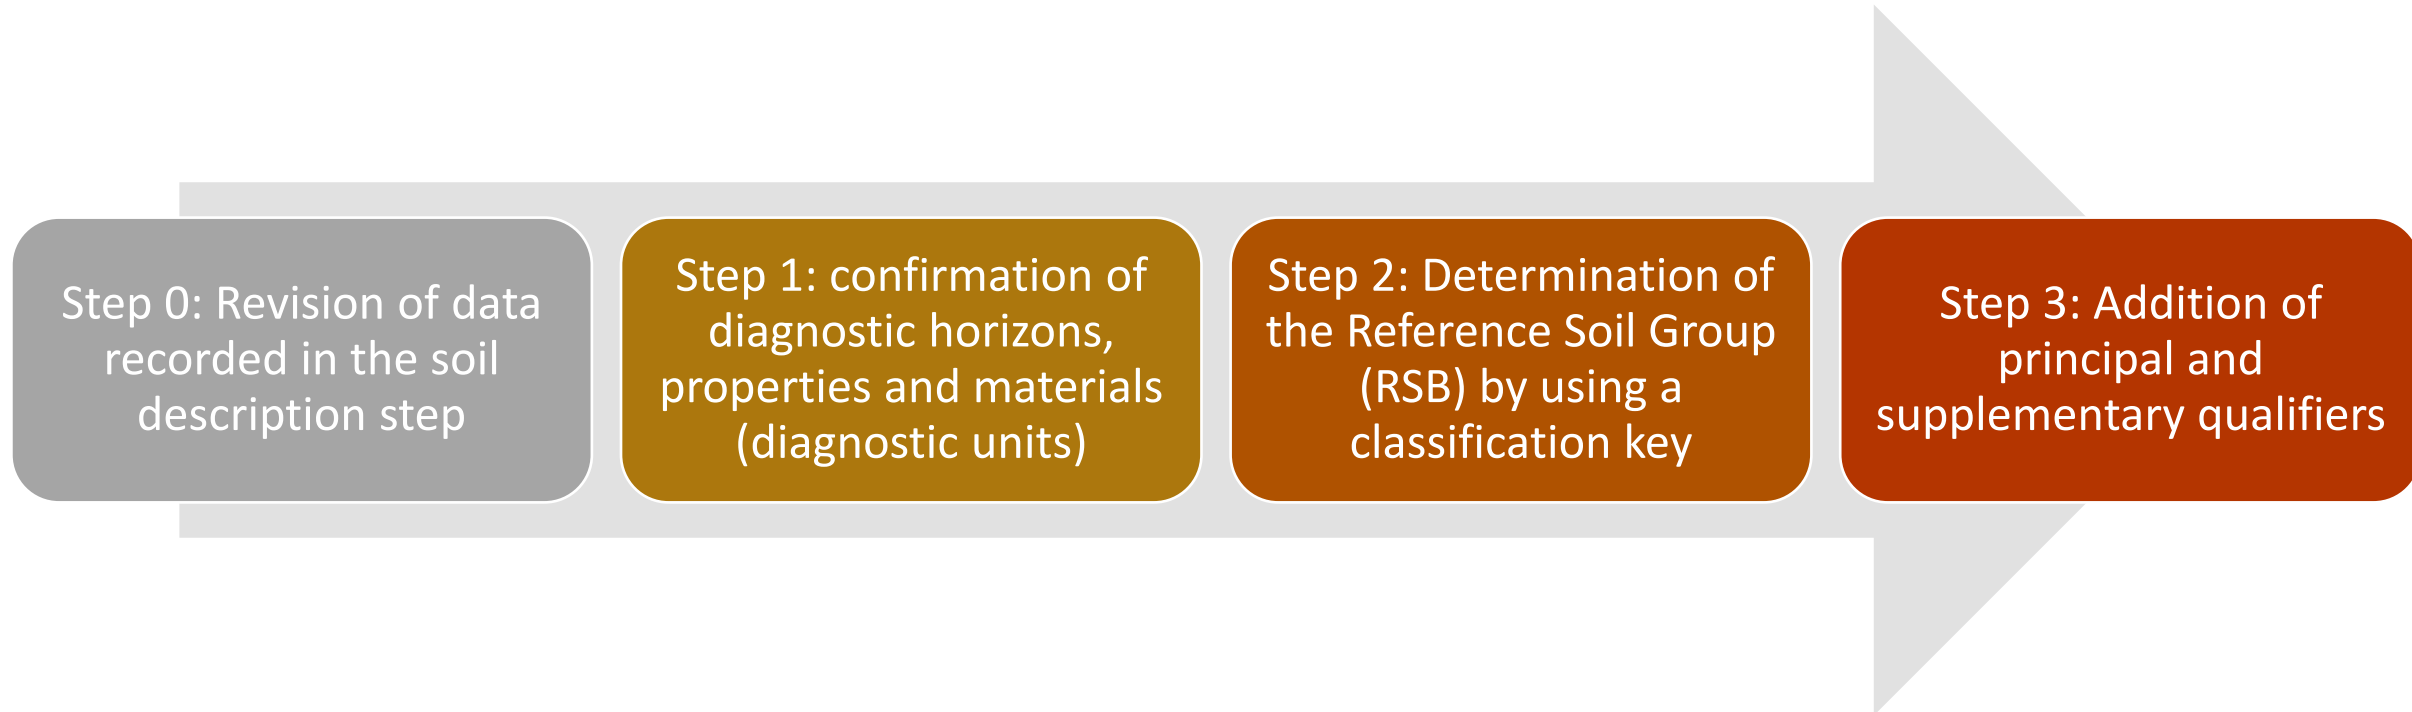 Step 0: Revision of data
recorded in the soil
description step
Step 1: confirmation of
diagnostic horizons,
properties and materials
(diagnostic units)
Step 2: Determination of
the Reference Soil Group
(RSB) by using a
classification key
Step 3: Addition of
principal and
supplementary qualifiers